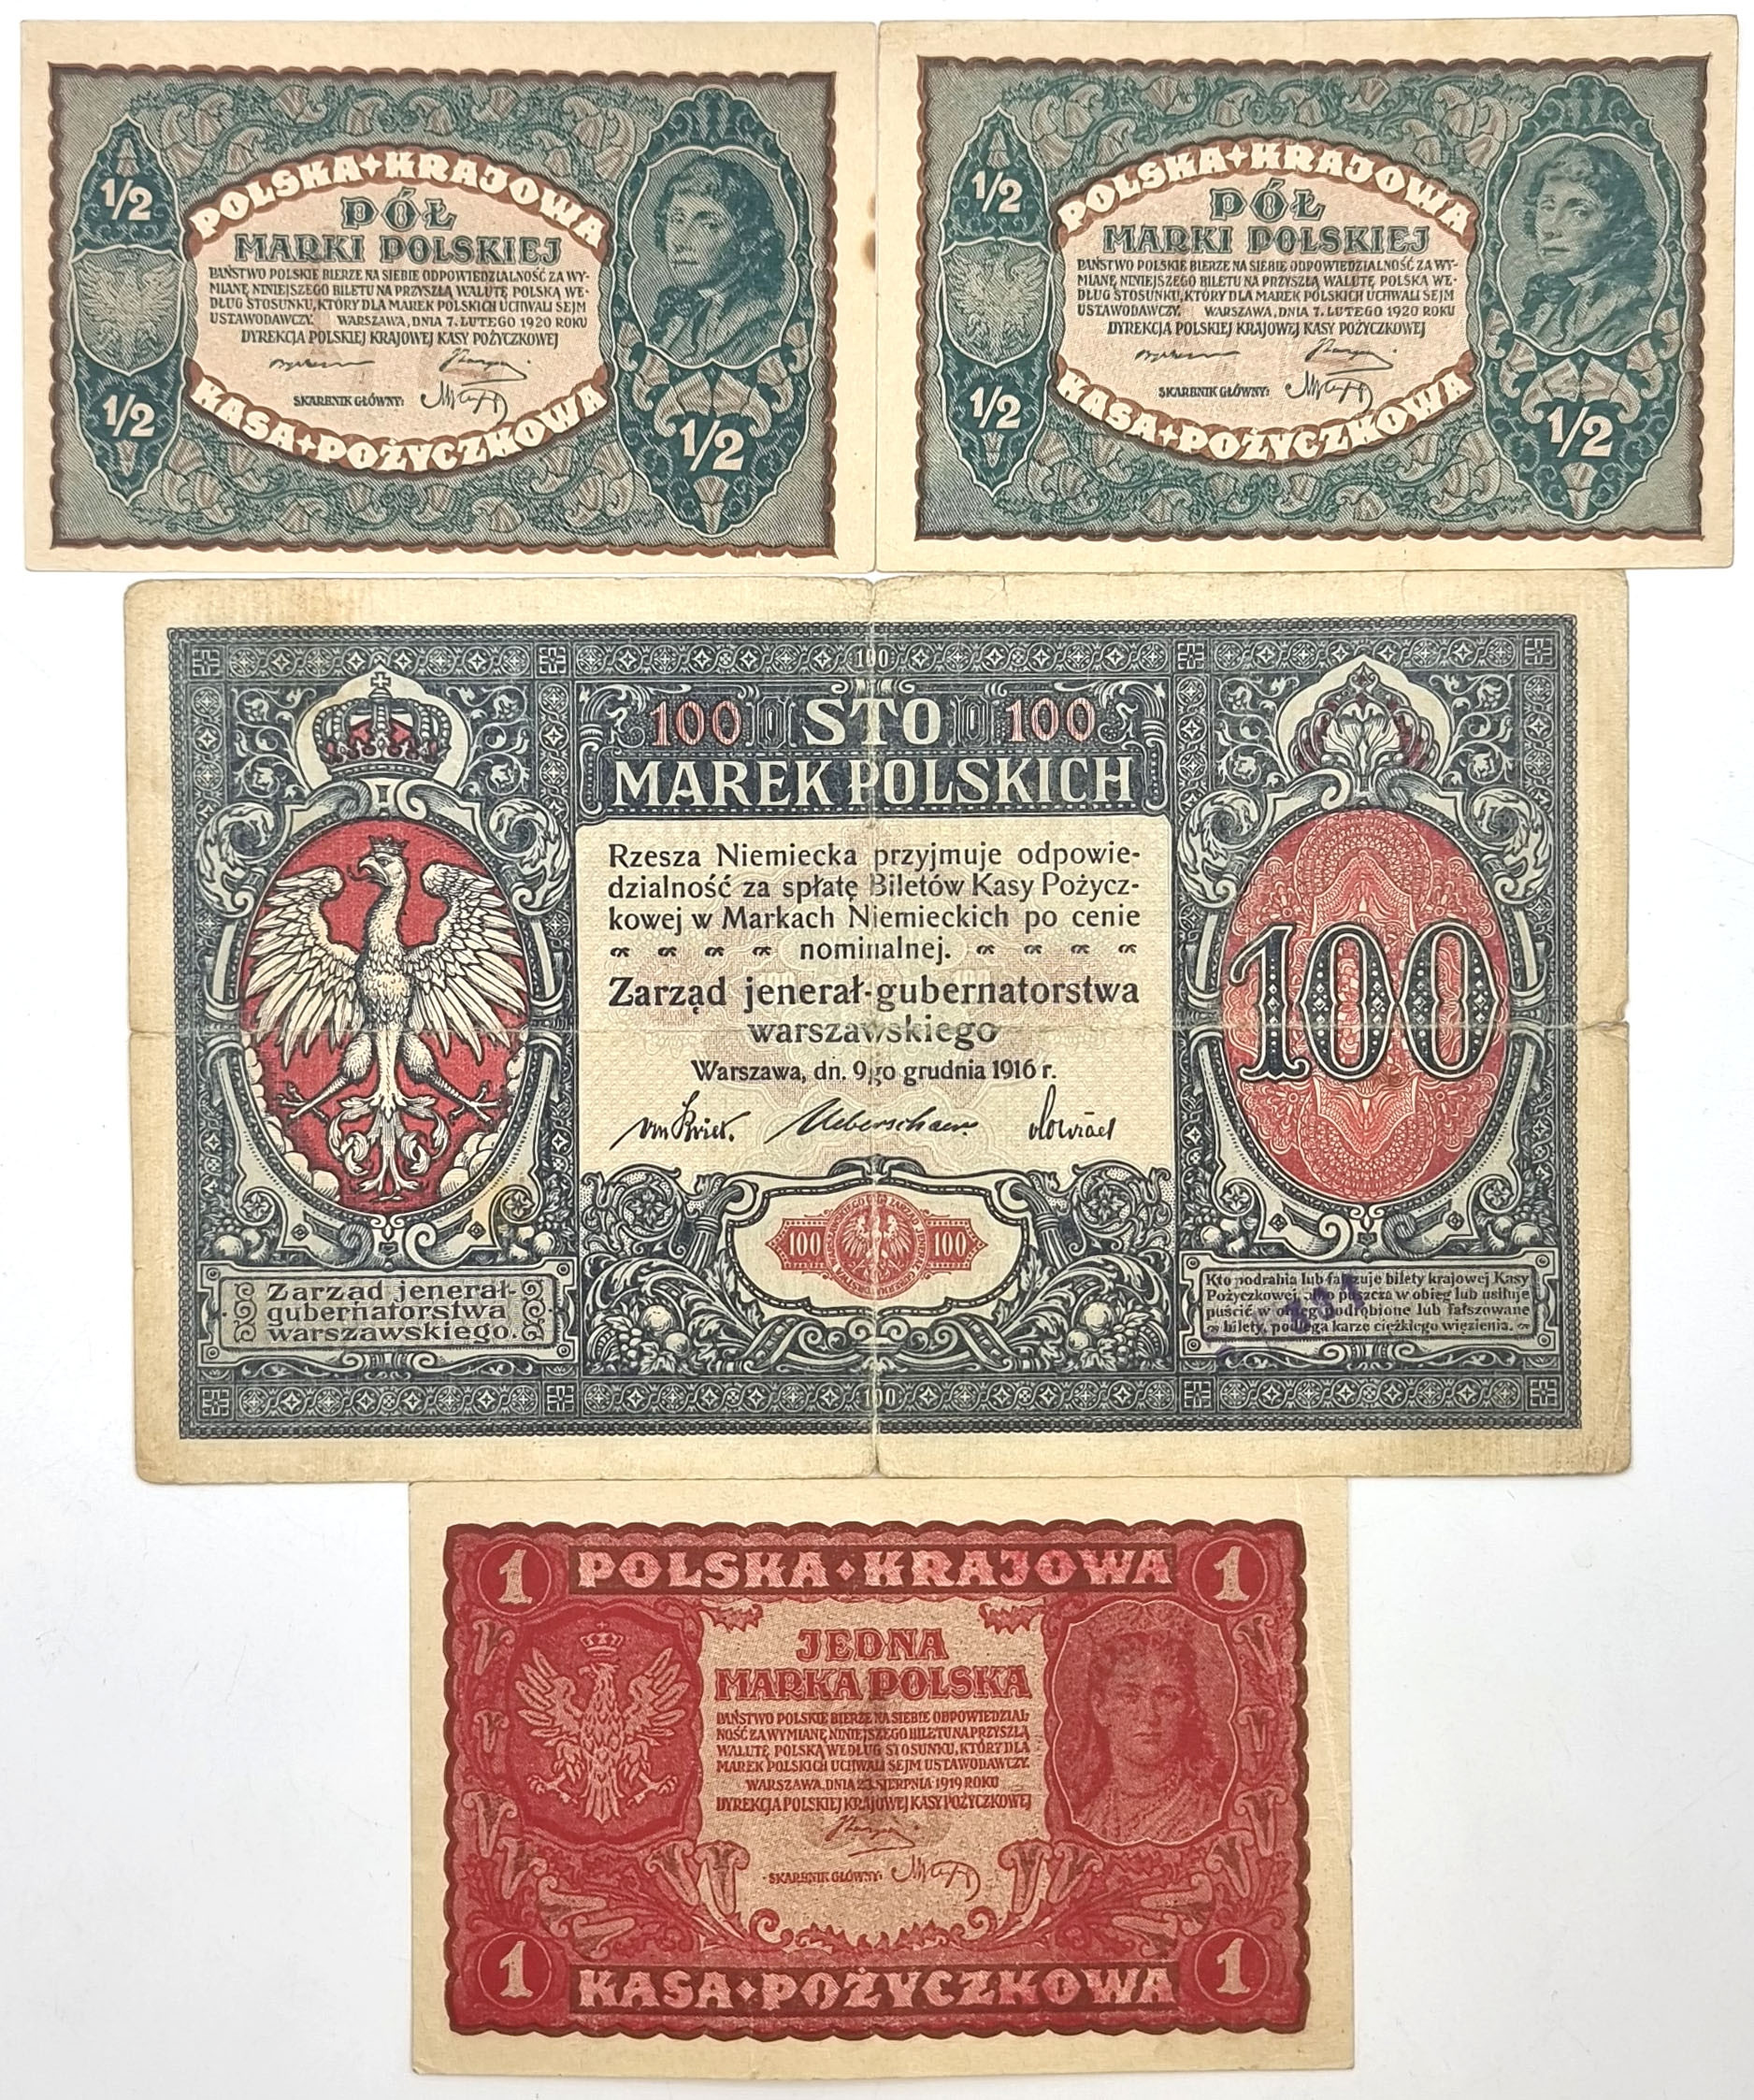 POLSKA+KRAJOWA
1/2
PÓŁ
MARKI POLSKIEJ
PAŃSTWO POLSKIE BIERZE NA SIEBIE ODPOWIEDZIALNOŚĆ ZA WY-
MIANĘ NINIEJSZEGO BILETU NA PRZYSZŁĄ WALUTĘ POLSKĄ WE-
DŁUG STOSUNKU, KTÓRY DLA MAREK POLSKICH UCHWALI SEJM
USTAWODAWCZY. WARSZAWA, DNIA 7. LUTEGO 1920 ROKU
DYREKCJA POLSKIEJ KRAJOWEJ KASY POŻYCZKOWEJ
SKARBNIK GŁÓWNY:
1/2
1/2
KASA+POŻYCZKOWA
POLSKA+KRAJOWA
1/2
PÓŁ
MARKI POLSKIEJ
PAŃSTWO POLSKIE BIERZE NA SIEBIE ODPOWIEDZIALNOŚĆ ZA WY-
MIANĘ NINIEJSZEGO BILETU NA PRZYSZŁĄ WALUTĘ POLSKĄ WE-
DŁUG STOSUNKU, KTÓRY DLA MAREK POLSKICH UCHWALI SEJM
USTAWODAWCZY. WARSZAWA, DNIA 7. LUTEGO 1920 ROKU
DYREKCJA POLSKIEJ KRAJOWEJ KASY POŻYCZKOWEJ
SKARBNIK GŁÓWNY:
1/2
1/2
KASA+POŻYCZKOWA
100
100 STO 100
MAREK POLSKICH
Rzesza Niemiecka przyjmuje odpowie-
dzialność za spłatę Biletów Kasy Pożycz-
kowej w Markach Niemieckich po cenie
nominalnej.
Zarząd jenerał-gubernatorstwa
warszawskiego
Warszawa, dn. 9go grudnia 1916 r.
100
100 100
Zarząd jenerał-
gubernatorstwa
warszawskiego.
Kto podrabia lub fałszuje bilety krajowej Kasy
Pożyczkowej, albo puszcza w obieg lub usiłuje
puścić w obieg podrobione lub fałszowane
bilety, podlega karze ciężkiego więzienia.
100
1 POLSKA KRAJOWA 1
JEDNA
MARKA POLSKA
PAŃSTWO POLSKIE BIERZE NA SIEBIE ODPOWIEDZIAL
NOŚĆ ZA WYMIANĘ NINIEJSZEGO BILETU NA PRZYSZŁĄ
WALUTĘ POLSKĄ WEDŁUG STOSUNKU, KTÓRY DLA
MAREK POLSKICH UCHWALI SEJM USTAWODAWCZY.
WARSZAWA, DNIA 23. SIERPNIA 1919 ROKU
DYREKCJA POLSKIEJ KRAJOWEJ KASY POŻYCZKOWEJ
SKARBNIK GŁÓWNY:
1 KASA POŻYCZKOWA 1